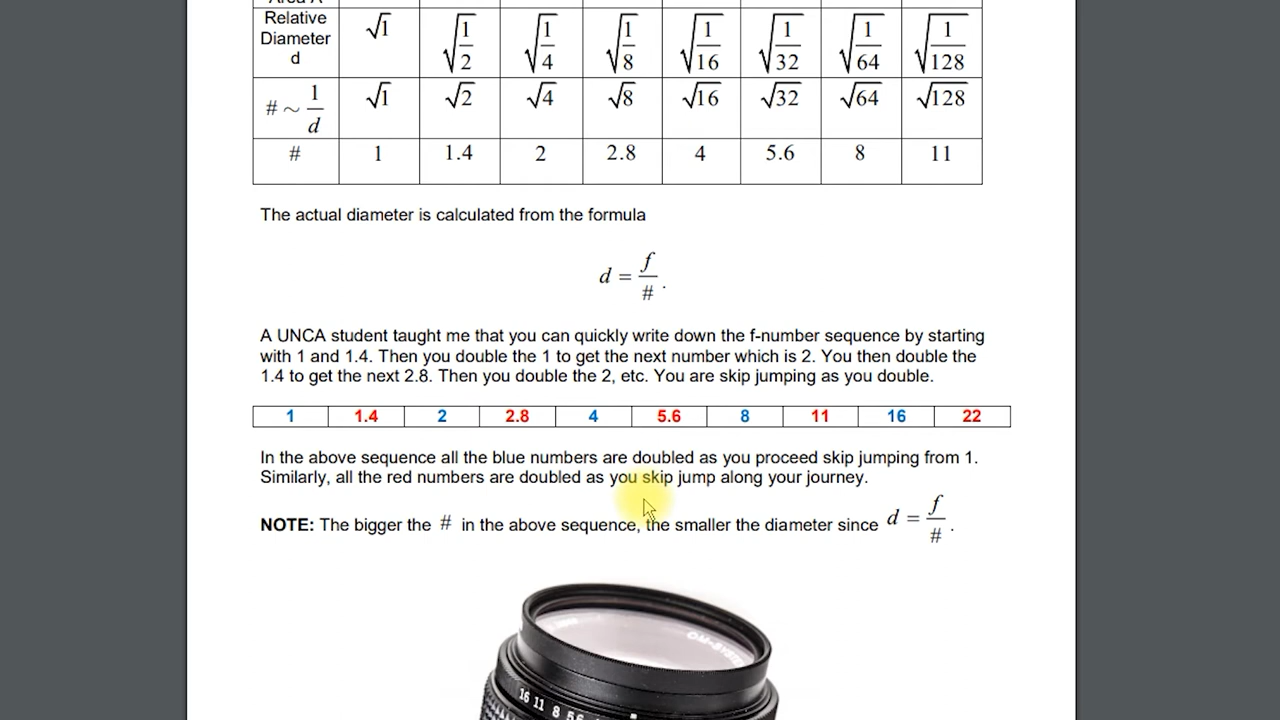 Area A
Relative Diameter d √1 √(1/2) √(1/4) √(1/8) √(1/16) √(1/32) √(1/64) √(1/128)
# ~ 1/d √1 √2 √4 √8 √16 √32 √64 √128
# 1 1.4 2 2.8 4 5.6 8 11
The actual diameter is calculated from the formula
d = f/# .
A UNCA student taught me that you can quickly write down the f-number sequence by starting
with 1 and 1.4. Then you double the 1 to get the next number which is 2. You then double the
1.4 to get the next 2.8. Then you double the 2, etc. You are skip jumping as you double.
1 1.4 2 2.8 4 5.6 8 11 16 22
In the above sequence all the blue numbers are doubled as you proceed skip jumping from 1.
Similarly, all the red numbers are doubled as you skip jump along your journey.
NOTE: The bigger the # in the above sequence, the smaller the diameter since d = f/# .
16 11 8 5.6